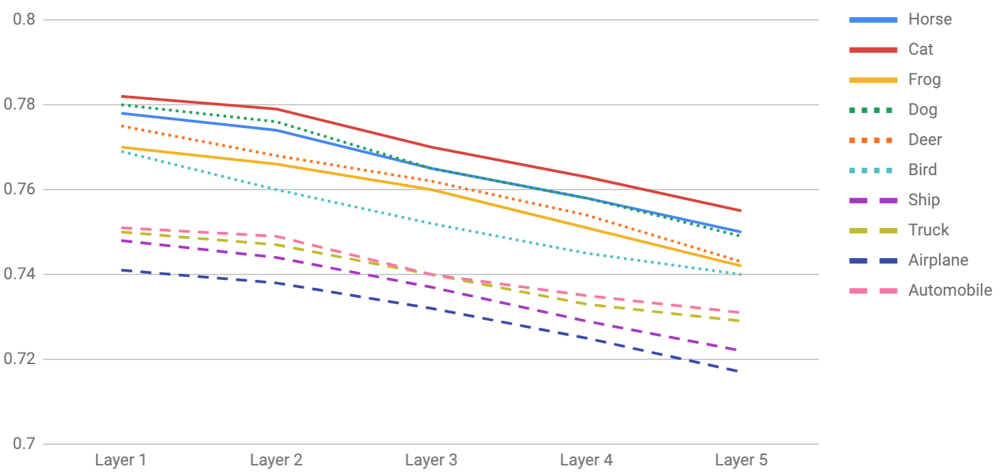 0.8
0.78
0.76
0.74
0.72
0.7
Layer 1
Layer 2
Layer 3
Layer 4
Layer 5
Horse
Cat
Frog
Dog
Deer
Bird
Ship
Truck
Airplane
Automobile